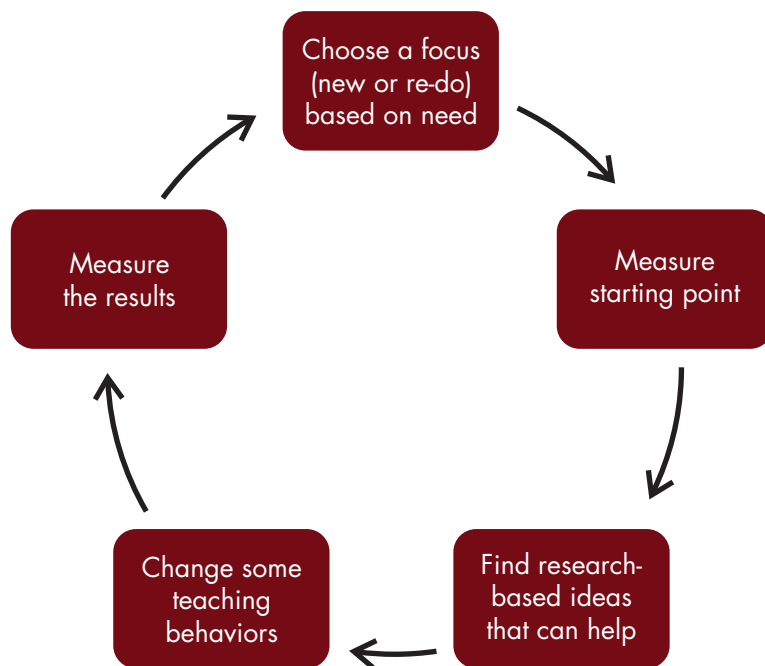 Choose a focus
(new or re-do)
based on need
Measure
starting point
Find research-
based ideas
that can help
Change some
teaching
behaviors
Measure
the results